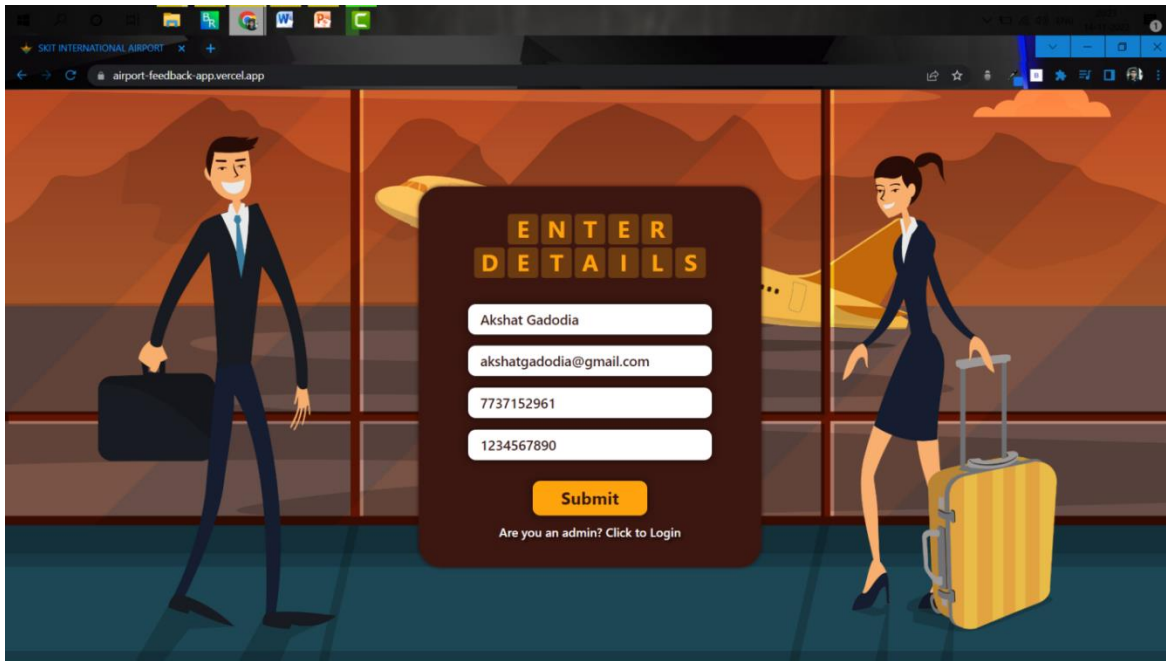 SKIT INTERNATIONAL AIRPORT
airport-feedback-app.vercel.app
ENTER
DETAILS
Akshat Gadodia
akshatgadodia@gmail.com
7737152961
1234567890
Submit
Are you an admin? Click to Login